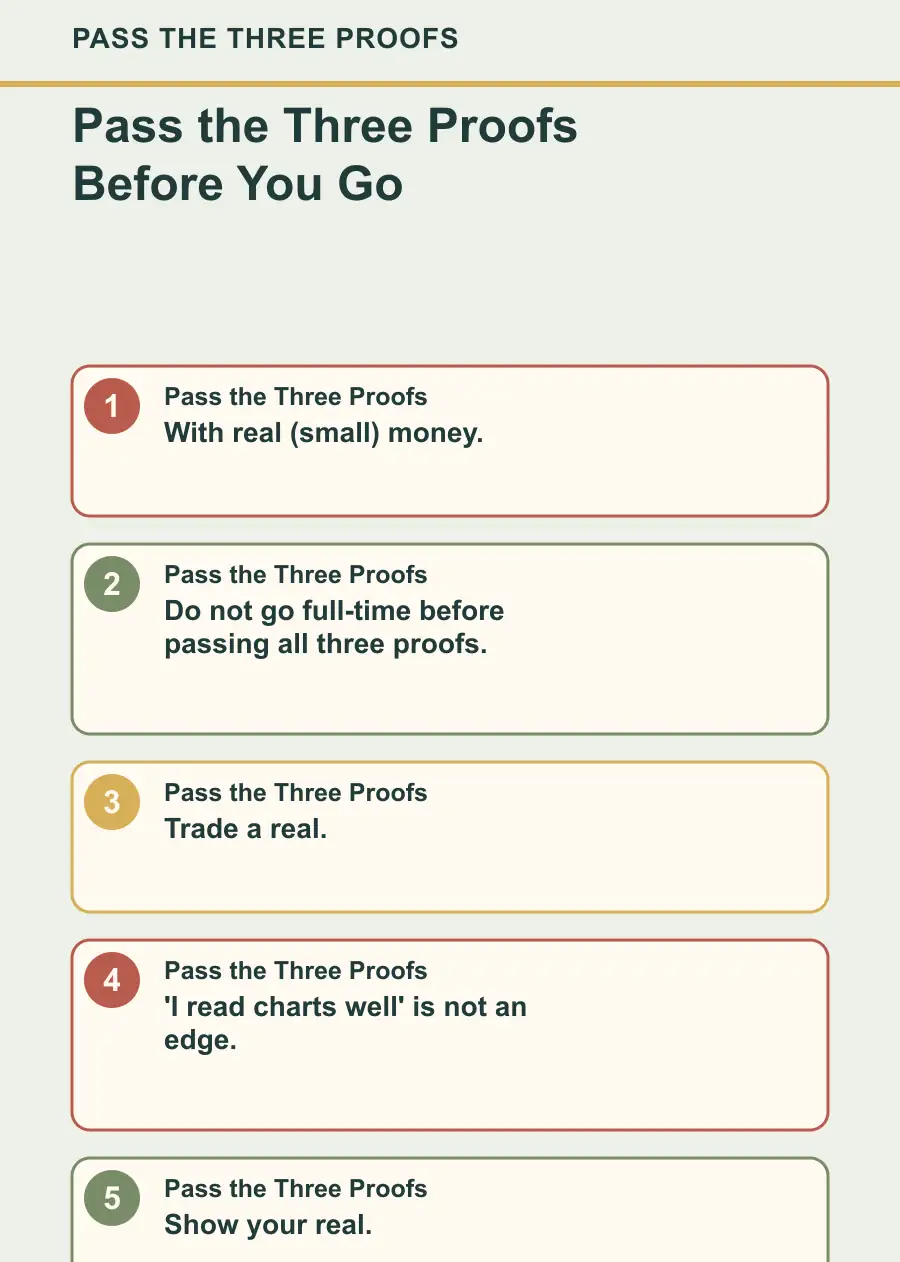 PASS THE THREE PROOFS
Pass the Three Proofs
Before You Go
1
Pass the Three Proofs
With real (small) money.
2
Pass the Three Proofs
Do not go full-time before
passing all three proofs.
3
Pass the Three Proofs
Trade a real.
4
Pass the Three Proofs
'I read charts well' is not an
edge.
5
Pass the Three Proofs
Show your real.